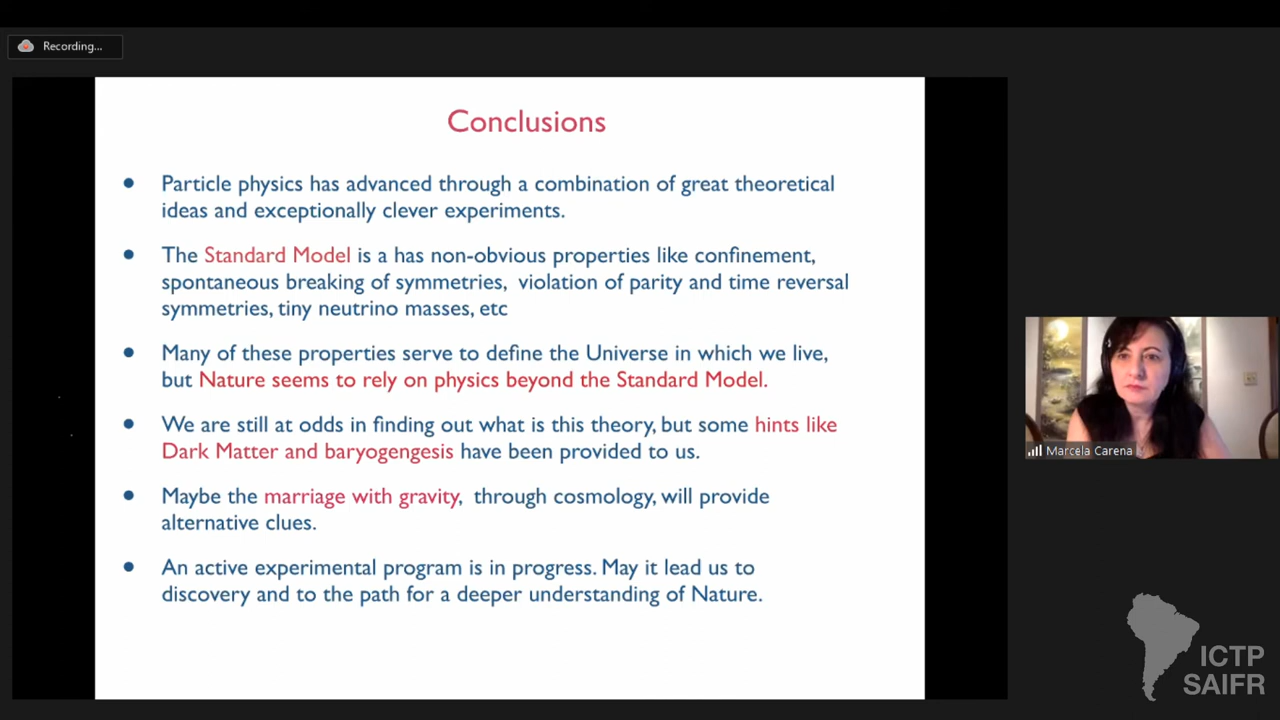 Recording...
Conclusions
● Particle physics has advanced through a combination of great theoretical
ideas and exceptionally clever experiments.
● The Standard Model is a has non-obvious properties like confinement,
spontaneous breaking of symmetries, violation of parity and time reversal
symmetries, tiny neutrino masses, etc
● Many of these properties serve to define the Universe in which we live,
but Nature seems to rely on physics beyond the Standard Model.
● We are still at odds in finding out what is this theory, but some hints like
Dark Matter and baryogengesis have been provided to us.
● Maybe the marriage with gravity, through cosmology, will provide
alternative clues.
● An active experimental program is in progress. May it lead us to
discovery and to the path for a deeper understanding of Nature.
Marcela Carena
ICTP
SAIFR